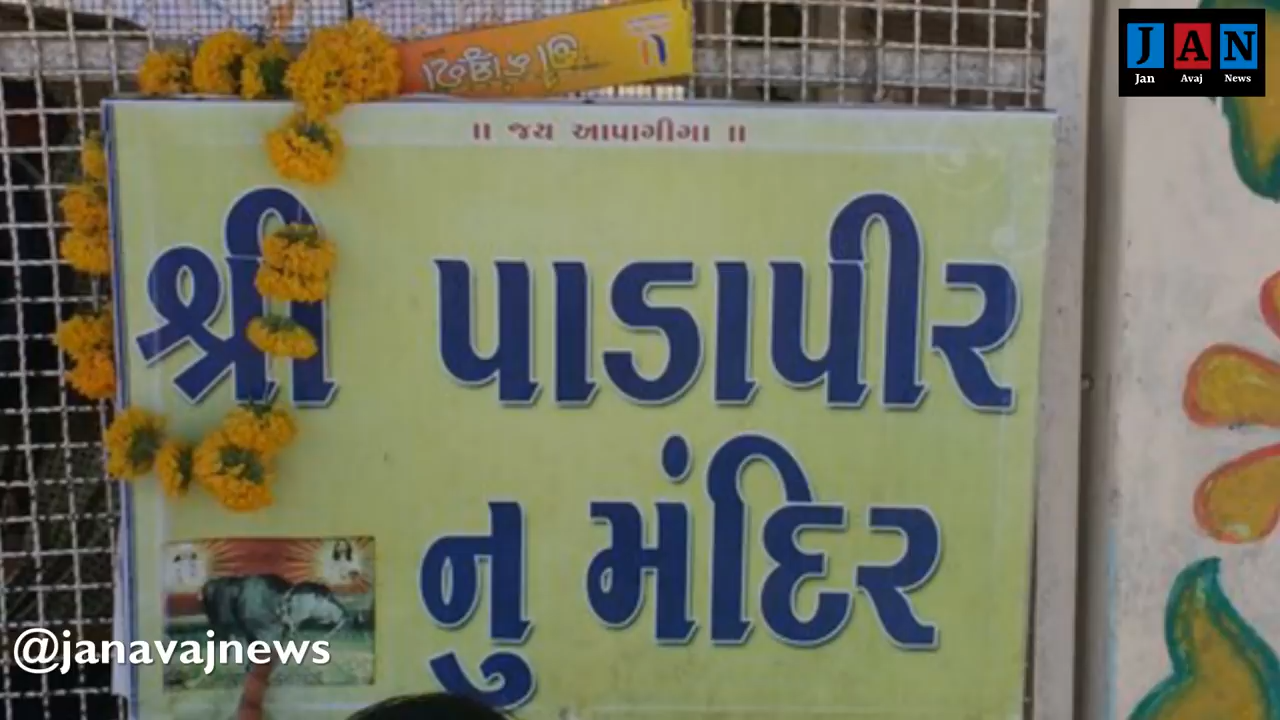 JAN
Jan Avaj News
॥ જય આપાગીગા ॥
શ્રી પાડાપીર
નુ મંદિર
@janavajnews